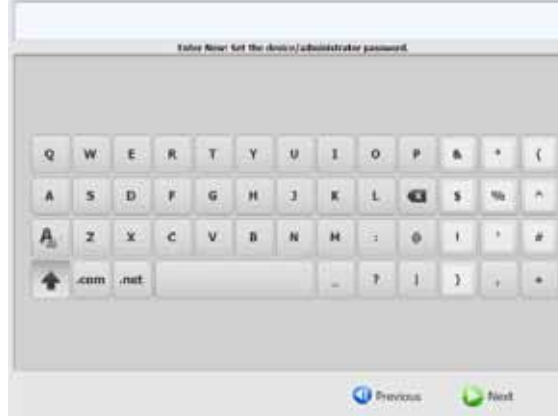 Enter New: Set the device/administrator password.
Q W E R T Y U I O P & * (
A S D F G H J K L $ % ^
A Z X C V B N M : @ ! ' #
.com .net _ ? ) ,
Previous Next